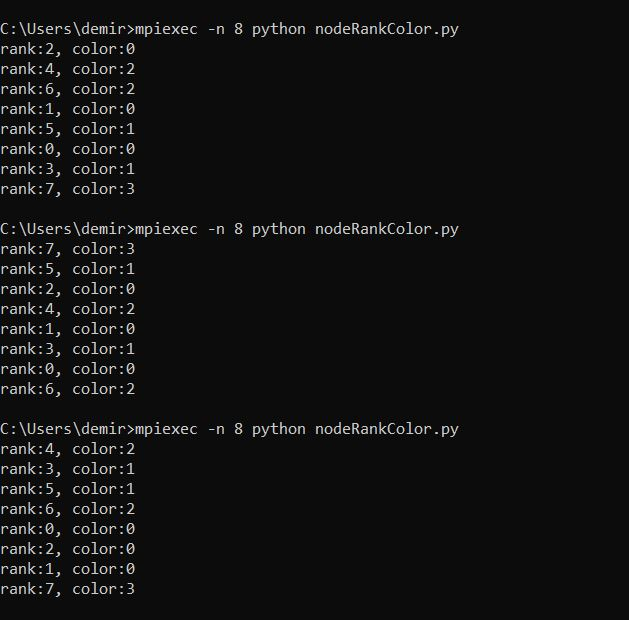 C:\Users\demir>mpiexec -n 8 python nodeRankColor.py
rank:2, color:0
rank:4, color:2
rank:6, color:2
rank:1, color:0
rank:5, color:1
rank:0, color:0
rank:3, color:1
rank:7, color:3
C:\Users\demir>mpiexec -n 8 python nodeRankColor.py
rank:7, color:3
rank:5, color:1
rank:2, color:0
rank:4, color:2
rank:1, color:0
rank:3, color:1
rank:0, color:0
rank:6, color:2
C:\Users\demir>mpiexec -n 8 python nodeRankColor.py
rank:4, color:2
rank:3, color:1
rank:5, color:1
rank:6, color:2
rank:0, color:0
rank:2, color:0
rank:1, color:0
rank:7, color:3